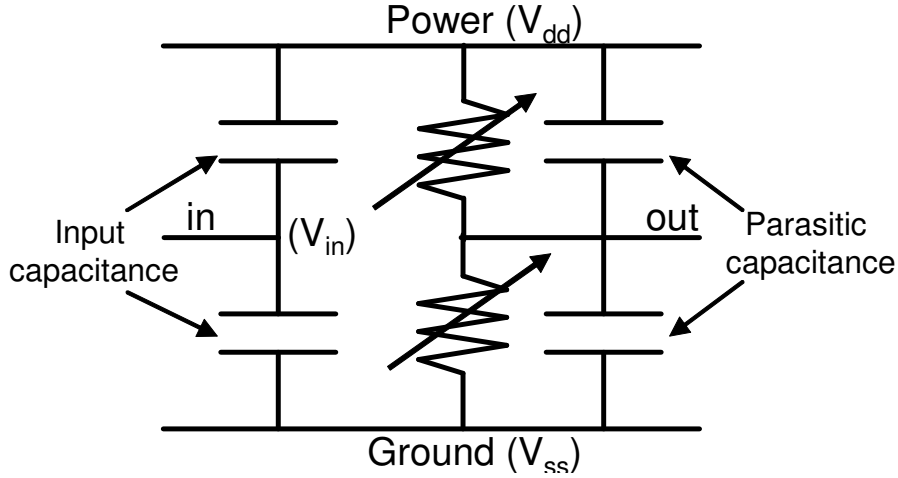 Power (Vdd)
in
(Vin)
out
Input
capacitance
Parasitic
capacitance
Ground (Vss)